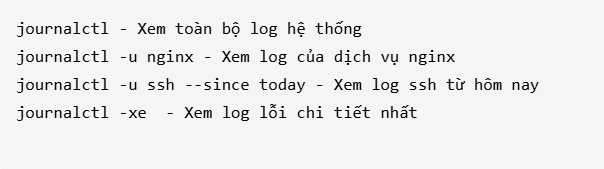 journalctl - Xem toàn bộ log hệ thống
journalctl -u nginx - Xem log của dịch vụ nginx
journalctl -u ssh --since today - Xem log ssh từ hôm nay
journalctl -xe  - Xem log lỗi chi tiết nhất